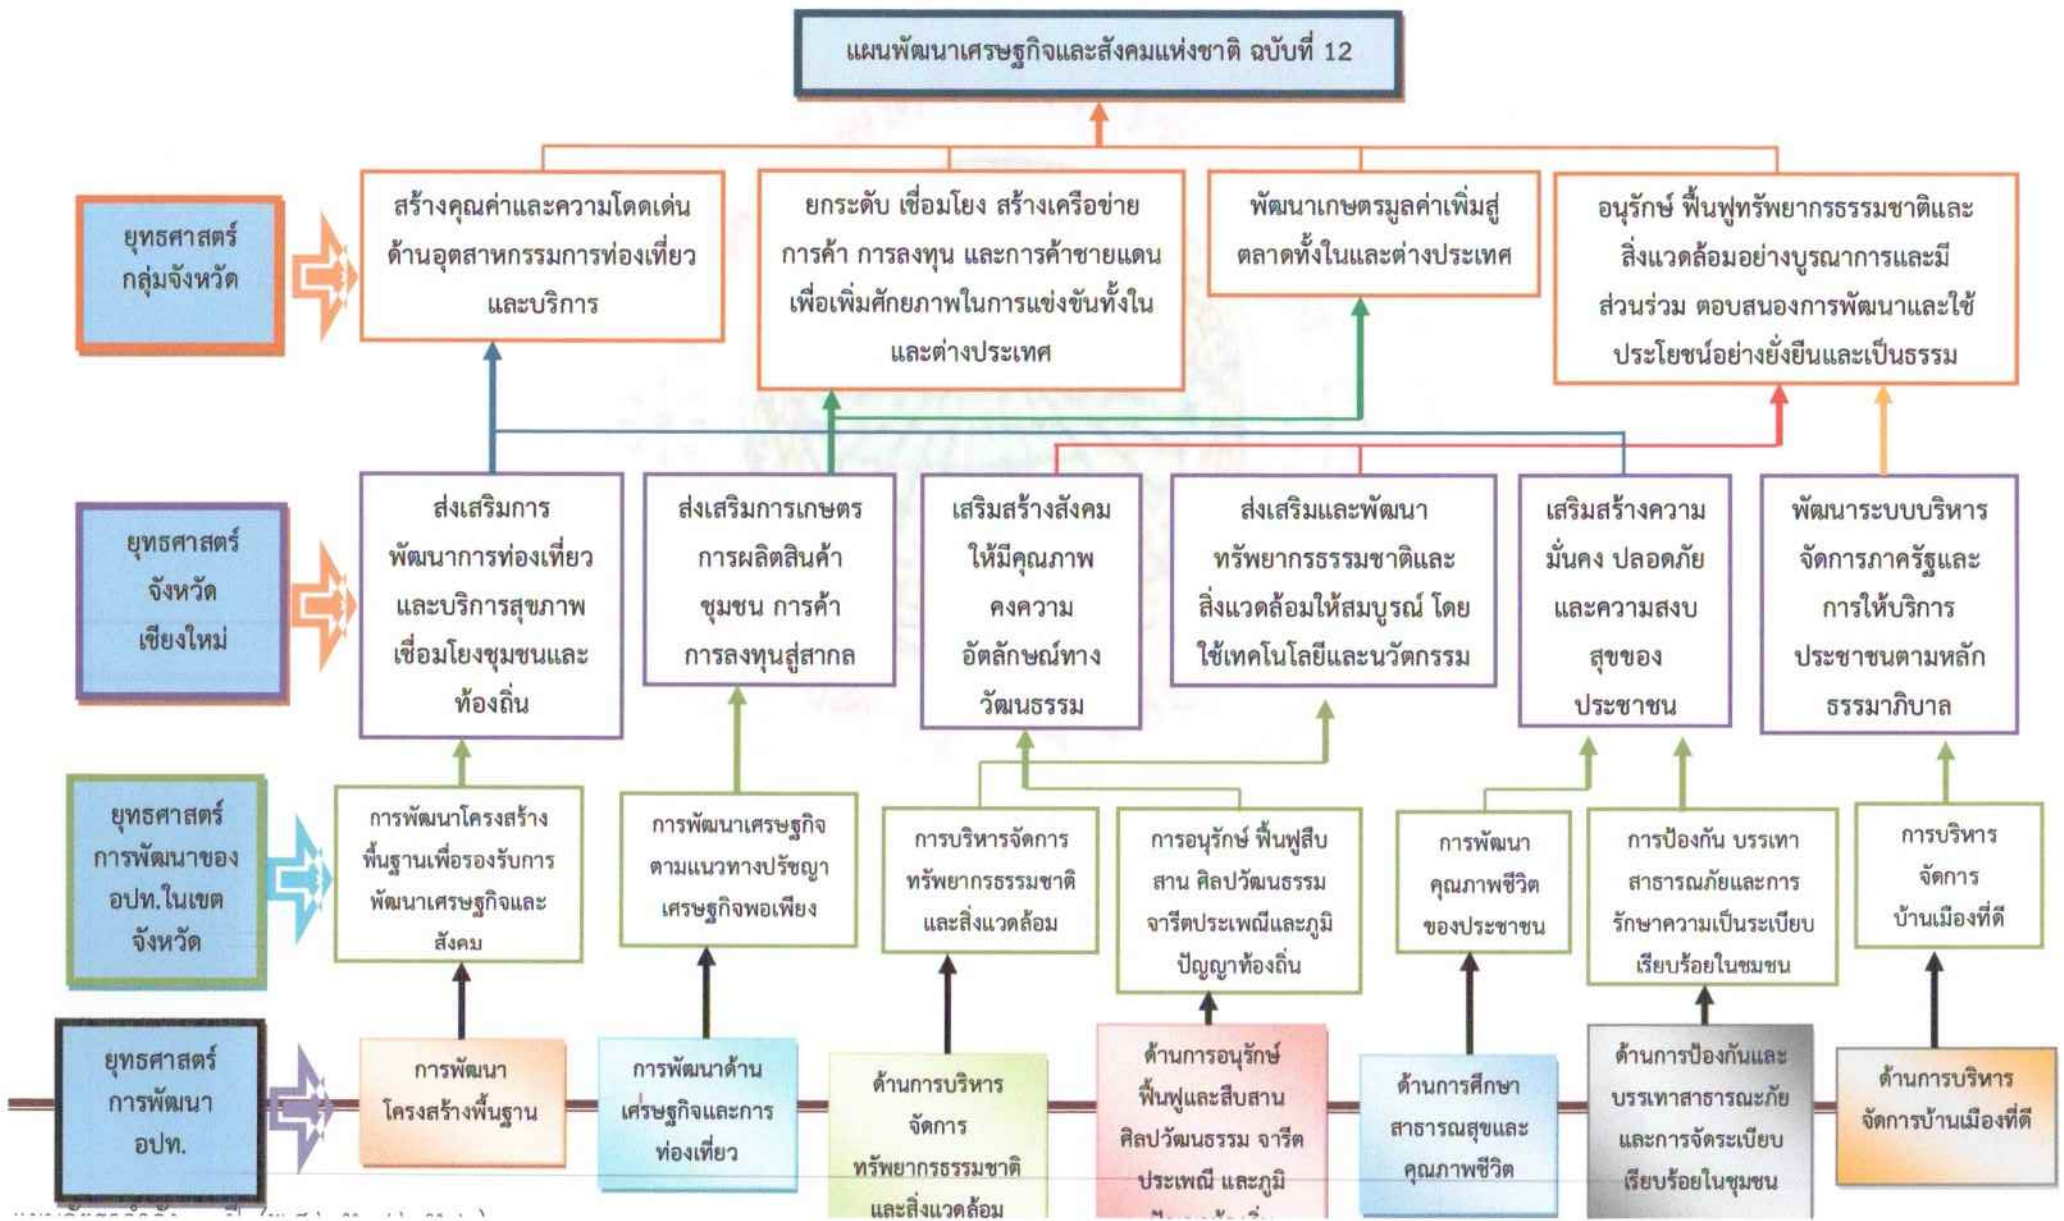 แผนพัฒนาเศรษฐกิจและสังคมแห่งชาติ ฉบับที่ 12
ยุทธศาสตร์
กลุ่มจังหวัด
สร้างคุณค่าและความโดดเด่น
ด้านอุตสาหกรรมการท่องเที่ยว
และบริการ
ยกระดับ เชื่อมโยง สร้างเครือข่าย
การค้า การลงทุน และการค้าชายแดน
เพื่อเพิ่มศักยภาพในการแข่งขันทั้งใน
และต่างประเทศ
พัฒนาเกษตรมูลค่าเพิ่มสู่
ตลาดทั้งในและต่างประเทศ
อนุรักษ์ ฟื้นฟูทรัพยากรธรรมชาติและ
สิ่งแวดล้อมอย่างบูรณาการและมี
ส่วนร่วม ตอบสนองการพัฒนาและใช้
ประโยชน์อย่างยั่งยืนและเป็นธรรม
ยุทธศาสตร์
จังหวัด
เชียงใหม่
ส่งเสริมการ
พัฒนาการท่องเที่ยว
และบริการสุขภาพ
เชื่อมโยงชุมชนและ
ท้องถิ่น
ส่งเสริมการเกษตร
การผลิตสินค้า
ชุมชน การค้า
การลงทุนสู่สากล
เสริมสร้างสังคม
ให้มีคุณภาพ
คงความ
อัตลักษณ์ทาง
วัฒนธรรม
ส่งเสริมและพัฒนา
ทรัพยากรธรรมชาติและ
สิ่งแวดล้อมให้สมบูรณ์ โดย
ใช้เทคโนโลยีและนวัตกรรม
เสริมสร้างความ
มั่นคง ปลอดภัย
และความสงบ
สุขของ
ประชาชน
พัฒนาระบบบริหาร
จัดการภาครัฐและ
การให้บริการ
ประชาชนตามหลัก
ธรรมาภิบาล
ยุทธศาสตร์
การพัฒนาของ
อปท.ในเขต
จังหวัด
การพัฒนาโครงสร้าง
พื้นฐานเพื่อรองรับการ
พัฒนาเศรษฐกิจและ
สังคม
การพัฒนาเศรษฐกิจ
ตามแนวทางปรัชญา
เศรษฐกิจพอเพียง
การบริหารจัดการ
ทรัพยากรธรรมชาติ
และสิ่งแวดล้อม
การอนุรักษ์ ฟื้นฟูสืบ
สาน ศิลปวัฒนธรรม
จารีตประเพณีและภูมิ
ปัญญาท้องถิ่น
การพัฒนา
คุณภาพชีวิต
ของประชาชน
การป้องกัน บรรเทา
สาธารณภัยและการ
รักษาความเป็นระเบียบ
เรียบร้อยในชุมชน
การบริหาร
จัดการ
บ้านเมืองที่ดี
ยุทธศาสตร์
การพัฒนา
อปท.
การพัฒนา
โครงสร้างพื้นฐาน
การพัฒนาด้าน
เศรษฐกิจและการ
ท่องเที่ยว
ด้านการบริหาร
จัดการ
ทรัพยากรธรรมชาติ
และสิ่งแวดล้อม
ด้านการอนุรักษ์
ฟื้นฟูและสืบสาน
ศิลปวัฒนธรรม จารีต
ประเพณี และภูมิ
ด้านการศึกษา
สาธารณสุขและ
คุณภาพชีวิต
ด้านการป้องกันและ
บรรเทาสาธารณะภัย
และการจัดระเบียบ
เรียบร้อยในชุมชน
ด้านการบริหาร
จัดการบ้านเมืองที่ดี